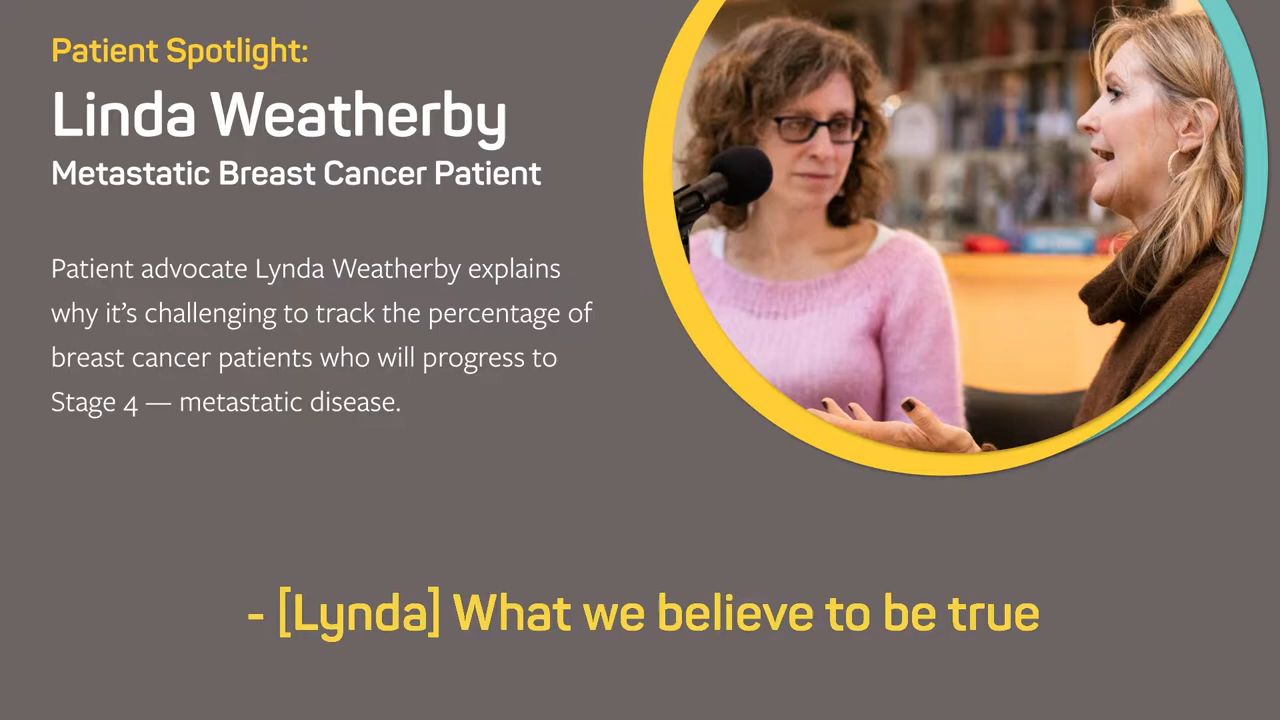 Patient Spotlight:
Linda Weatherby
Metastatic Breast Cancer Patient
Patient advocate Lynda Weatherby explains
why it’s challenging to track the percentage of
breast cancer patients who will progress to
Stage 4 — metastatic disease.
- [Lynda] What we believe to be true